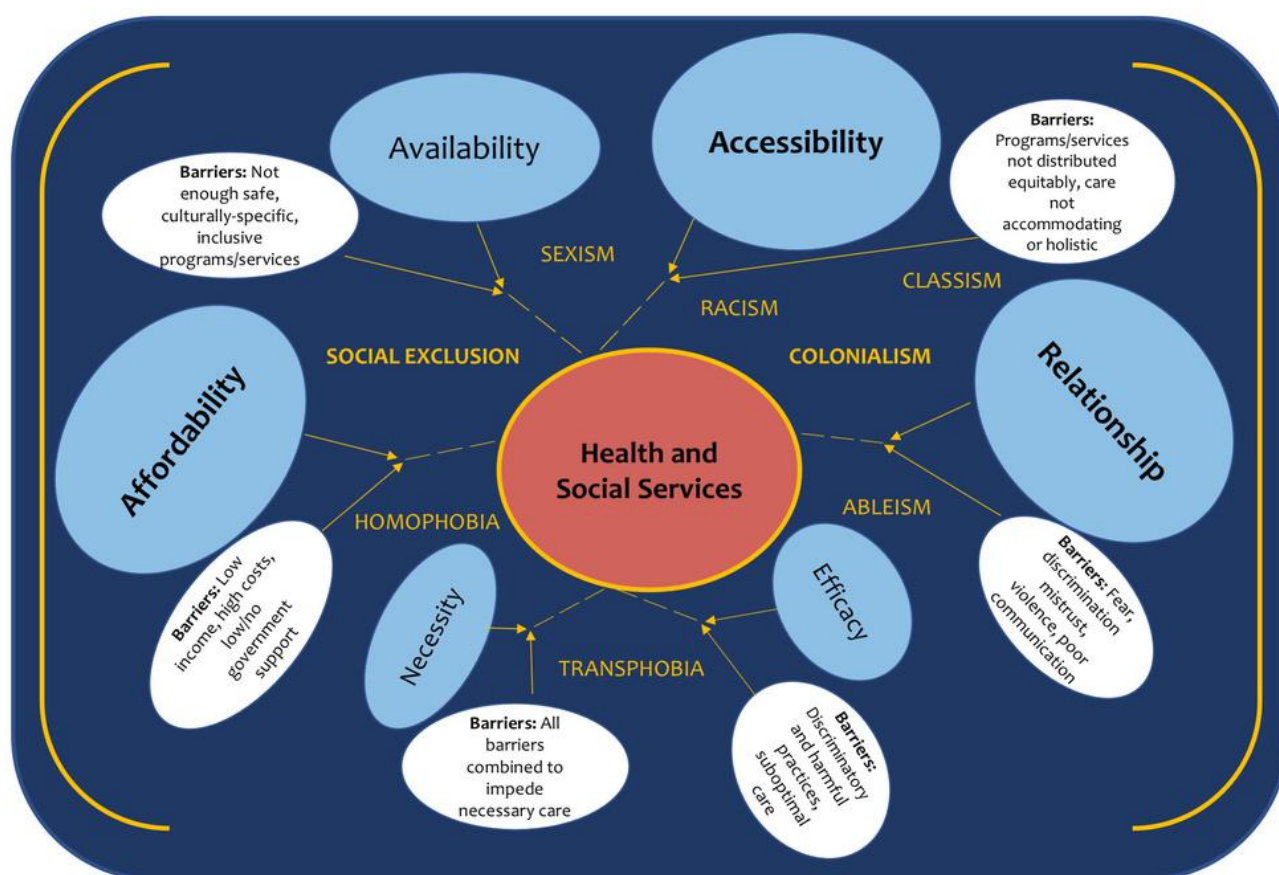 Availability
Accessibility
Barriers: Not
enough safe,
culturally-specific,
inclusive
programs/services
Barriers:
Programs/services
not distributed
equitably, care
not
accommodating
or holistic
SEXISM
CLASSISM
RACISM
SOCIAL EXCLUSION
COLONIALISM
Affordability
Relationship
Health and
Social Services
HOMOPHOBIA
ABLEISM
Barriers: Low
income, high costs,
low/no
government
support
Necessity
Efficacy
Barriers: Fear,
discrimination
mistrust,
violence, poor
communication
TRANSPHOBIA
Barriers: All
barriers
combined to
impede
necessary care
Barriers:
Discriminatory
and harmful
practices,
suboptimal
care